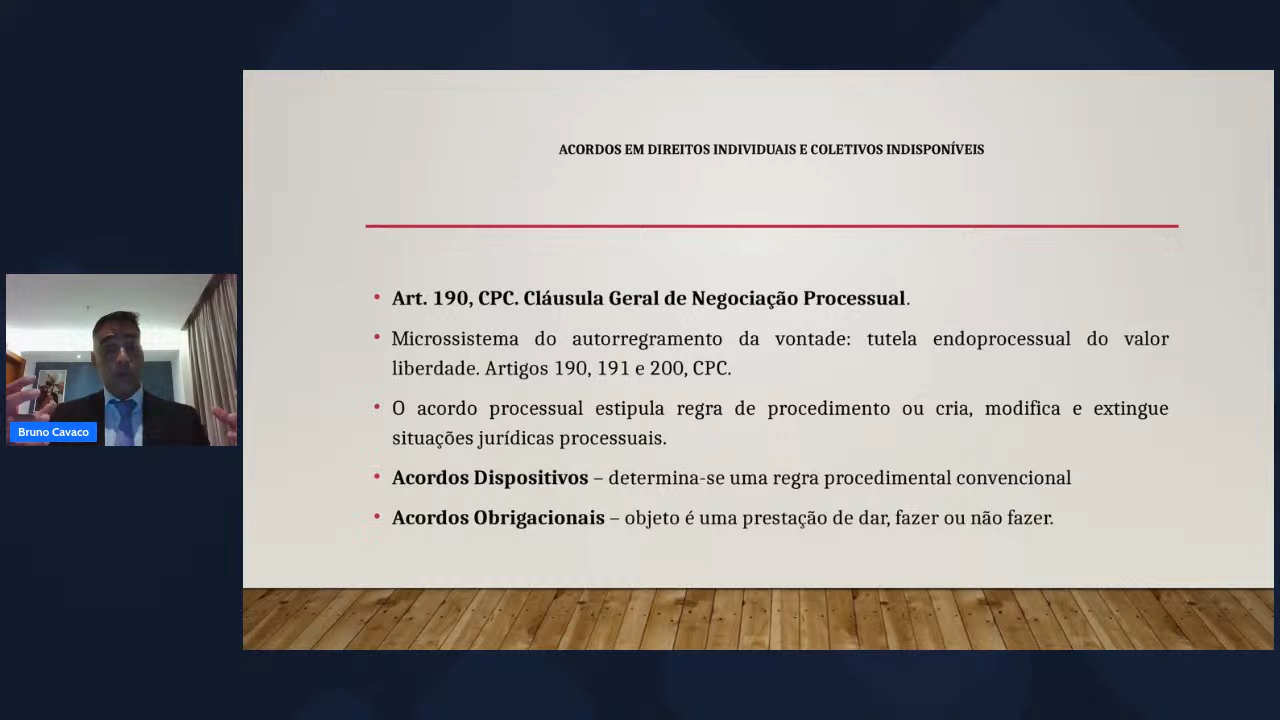 ACORDOS EM DIREITOS INDIVIDUAIS E COLETIVOS INDISPONÍVEIS
• Art. 190, CPC. Cláusula Geral de Negociação Processual.
• Microssistema do autorregramento da vontade: tutela endoprocessual do valor
liberdade. Artigos 190, 191 e 200, CPC.
• O acordo processual estipula regra de procedimento ou cria, modifica e extingue
situações jurídicas processuais.
• Acordos Dispositivos – determina-se uma regra procedimental convencional
• Acordos Obrigacionais – objeto é uma prestação de dar, fazer ou não fazer.
Bruno Cavaco